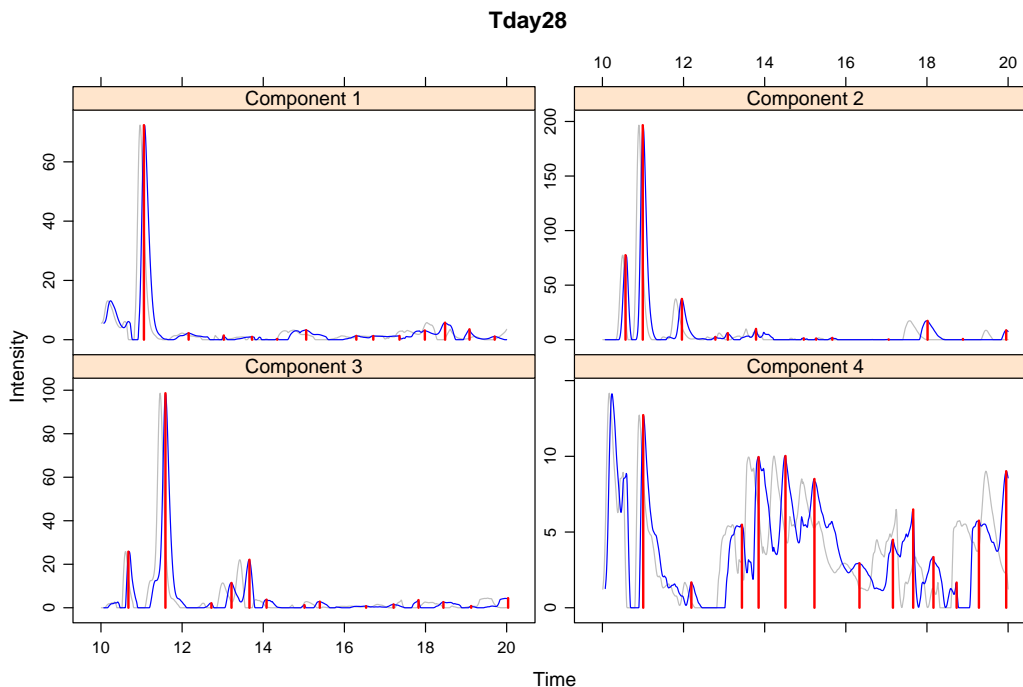 Tday28
10 12 14 16 18 20
Component 1 Component 2
0 20 40 60
0 50 100 150 200
Component 3 Component 4
0 20 40 60 80 100
0 5 10
10 12 14 16 18 20
Intensity
Time